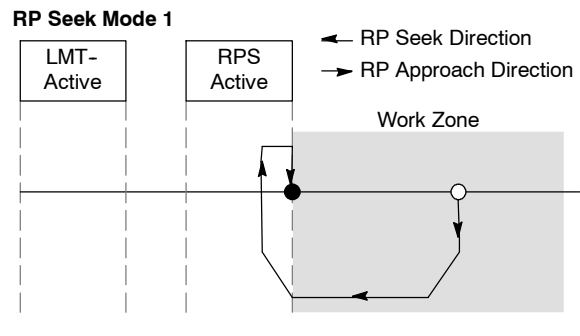 RP Seek Mode 1
LMT-
Active
RPS
Active
RP Seek Direction
RP Approach Direction
Work Zone